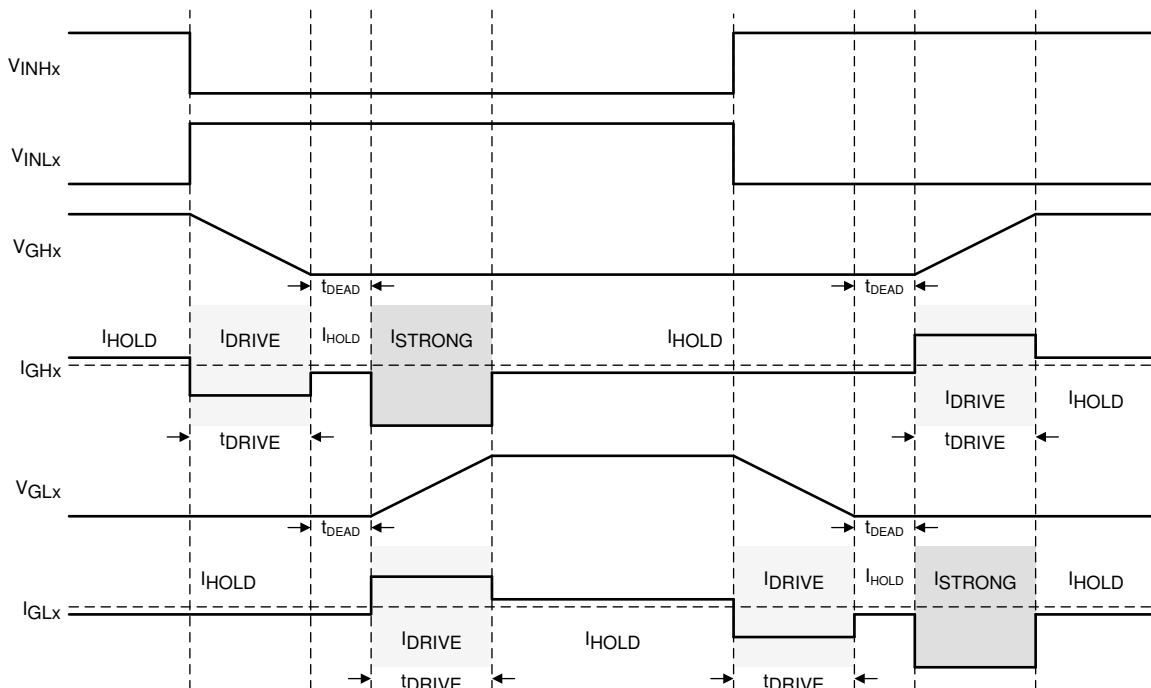 VINHx
VINLx
VGHx
tDEAD
tDEAD
IHOLD
IDRIVE
IHOLD
ISTRONG
IHOLD
IGHx
IDRIVE
IHOLD
tDRIVE
tDRIVE
VGLx
tDEAD
tDEAD
IHOLD
IDRIVE
IHOLD
ISTRONG
IHOLD
IGLx
IDRIVE
IHOLD
tDRIVE
tDRIVE